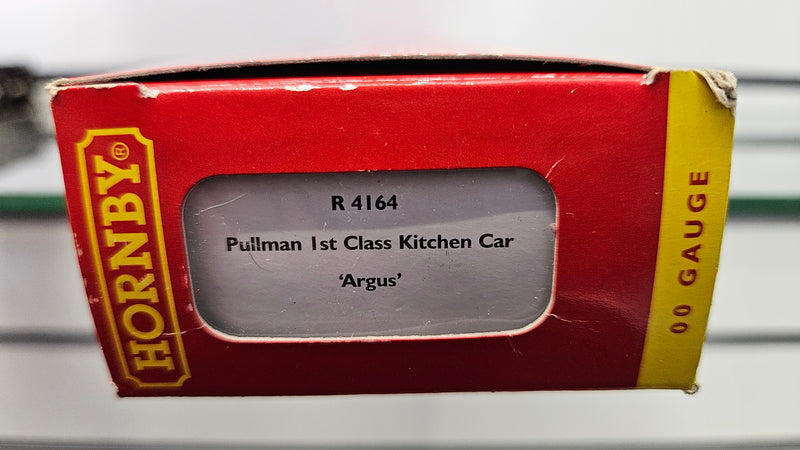 HORNBY®
R 4164
Pullman 1st Class Kitchen Car
‘Argus’
00 GAUGE